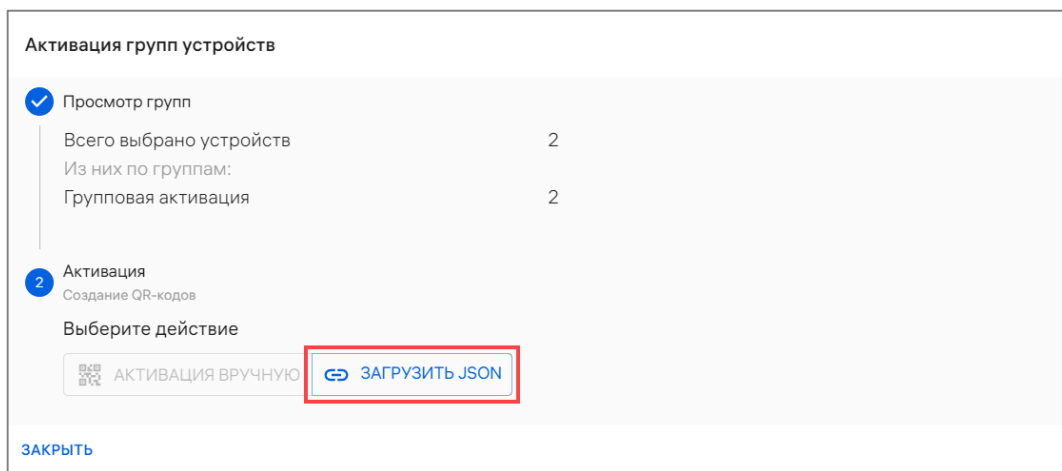 Активация групп устройств
Просмотр групп
Всего выбрано устройств 2
Из них по группам:
Групповая активация 2
2 Активация
Создание QR-кодов
Выберите действие
АКТИВАЦИЯ ВРУЧНУЮ ЗАГРУЗИТЬ JSON
ЗАКРЫТЬ